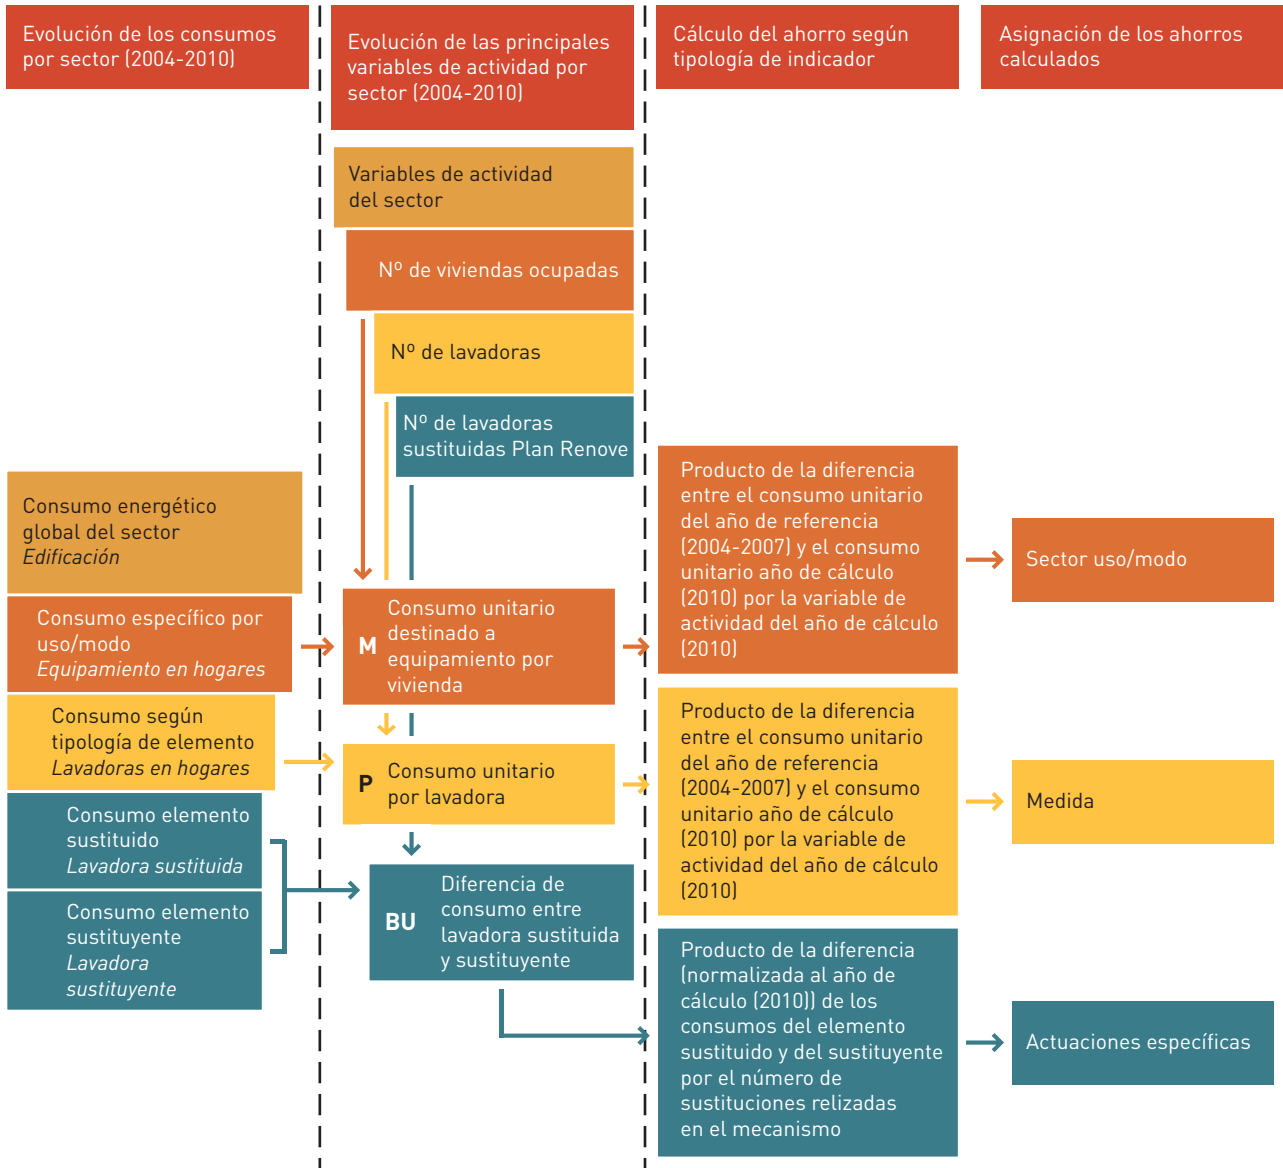 Evolución de los consumos
por sector (2004-2010)
Evolución de las principales
variables de actividad por
sector (2004-2010)
Cálculo del ahorro según
tipología de indicador
Asignación de los ahorros
calculados
Variables de actividad
del sector
Nº de viviendas ocupadas
Nº de lavadoras
Nº de lavadoras
sustituidas Plan Renove
Consumo energético
global del sector
Edificación
Consumo específico por
uso/modo
Equipamiento en hogares
Consumo según
tipología de elemento
Lavadoras en hogares
Consumo elemento
sustituido
Lavadora sustituida
Consumo elemento
sustituyente
Lavadora
sustituyente
M
Consumo unitario
destinado a
equipamiento por
vivienda
P
Consumo unitario
por lavadora
BU
Diferencia de
consumo entre
lavadora sustituida
y sustituyente
Producto de la diferencia
entre el consumo unitario
del año de referencia
(2004-2007) y el consumo
unitario año de cálculo
(2010) por la variable de
actividad del año de cálculo
(2010)
Producto de la diferencia
entre el consumo unitario
del año de referencia
(2004-2007) y el consumo
unitario año de cálculo
(2010) por la variable de
actividad del año de cálculo
(2010)
Producto de la diferencia
(normalizada al año de
cálculo (2010)) de los
consumos del elemento
sustituido y del sustituyente
por el número de
sustituciones relizadas
en el mecanismo
Sector uso/modo
Medida
Actuaciones específicas